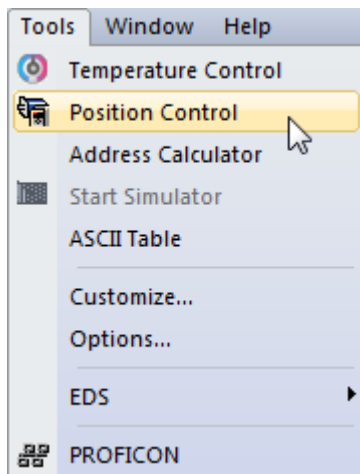 Tools Window Help
Temperature Control
Position Control
Address Calculator
Start Simulator
ASCII Table
Customize...
Options...
EDS
PROFICON